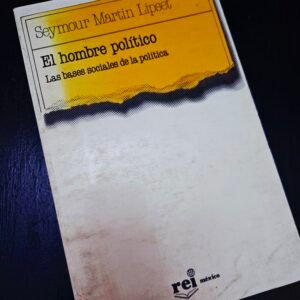 Seymour Martin Lipset
El hombre político
Las bases sociales de la política
rei méxico